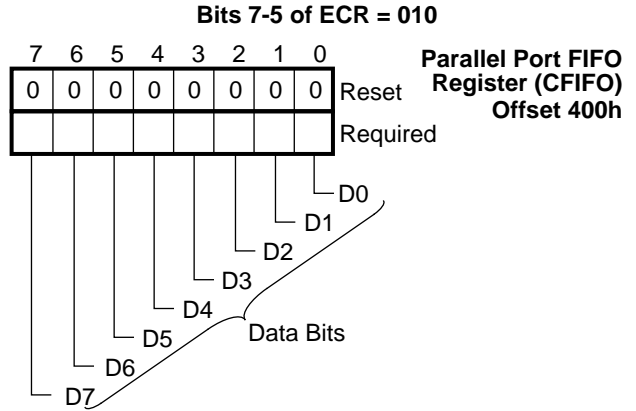 Bits 7-5 of ECR = 010
7 6 5 4 3 2 1 0
Parallel Port FIFO
Register (CFIFO)
Offset 400h
0 0 0 0 0 0 0 0 Reset
Required
D0
D1
D2
D3
D4
D5
D6
D7
Data Bits